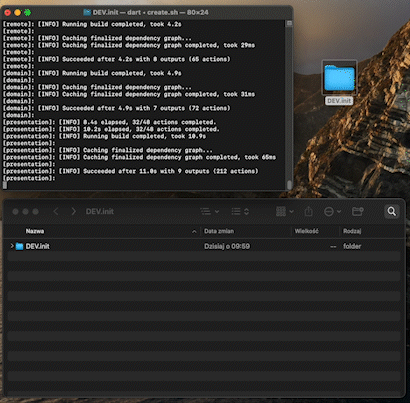 DEV.init — dart • create.sh — 80×24
[remote]: [INFO] Running build completed, took 4.2s
[remote]:
[remote]: [INFO] Caching finalized dependency graph...
[remote]: [INFO] Caching finalized dependency graph completed, took 29ms
[remote]:
[remote]: [INFO] Succeeded after 4.2s with 8 outputs (65 actions)
[remote]:
[domain]: [INFO] Running build completed, took 4.9s
[domain]:
[domain]: [INFO] Caching finalized dependency graph...
[domain]: [INFO] Caching finalized dependency graph completed, took 31ms
[domain]:
[domain]: [INFO] Succeeded after 4.9s with 7 outputs (72 actions)
[domain]:
[presentation]: [INFO] 8.4s elapsed, 32/48 actions completed.
[presentation]: [INFO] 10.2s elapsed, 32/48 actions completed.
[presentation]: [INFO] Running build completed, took 10.9s
[presentation]:
[presentation]: [INFO] Caching finalized dependency graph...
[presentation]: [INFO] Caching finalized dependency graph completed, took 65ms
[presentation]:
[presentation]: [INFO] Succeeded after 11.0s with 9 outputs (212 actions)
[presentation]:
DEV.init
DEV.init
Nazwa Data zmian Wielkość Rodzaj
DEV.init Dzisiaj o 09:59 -- folder